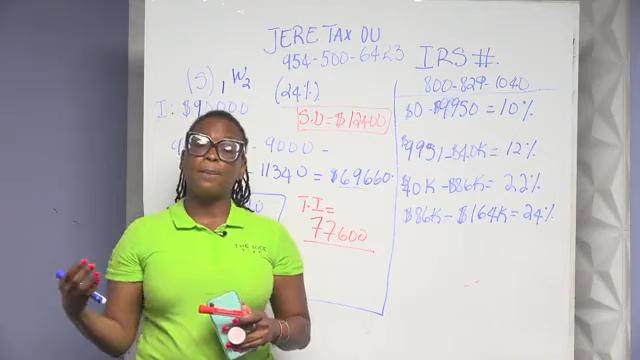 JERE TAX OU
954-500-6423
(S), W2
(24%)
I: $90000
S.D = $12400
- 9000 -
- 11340 = $69660.
T.I =
77600
IRS #.
800-829-1040
$0-$9950 = 10%
$9951-$40K = 12%
$40K-$86K = 22%
$86K-$164K = 24%